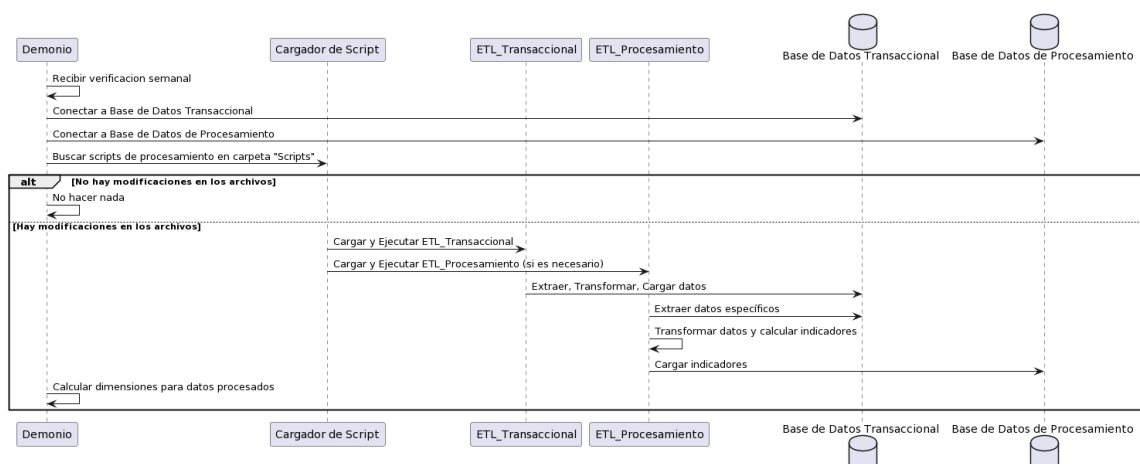 Demonio
Cargador de Script
ETL_Transaccional
ETL_Procesamiento
Base de Datos Transaccional
Base de Datos de Procesamiento
Recibir verificacion semanal
Conectar a Base de Datos Transaccional
Conectar a Base de Datos de Procesamiento
Buscar scripts de procesamiento en carpeta "Scripts"
alt [No hay modificaciones en los archivos]
No hacer nada
[Hay modificaciones en los archivos]
Cargar y Ejecutar ETL_Transaccional
Cargar y Ejecutar ETL_Procesamiento (si es necesario)
Extraer, Transformar, Cargar datos
Extraer datos específicos
Transformar datos y calcular indicadores
Cargar indicadores
Calcular dimensiones para datos procesados
Demonio
Cargador de Script
ETL_Transaccional
ETL_Procesamiento
Base de Datos Transaccional
Base de Datos de Procesamiento